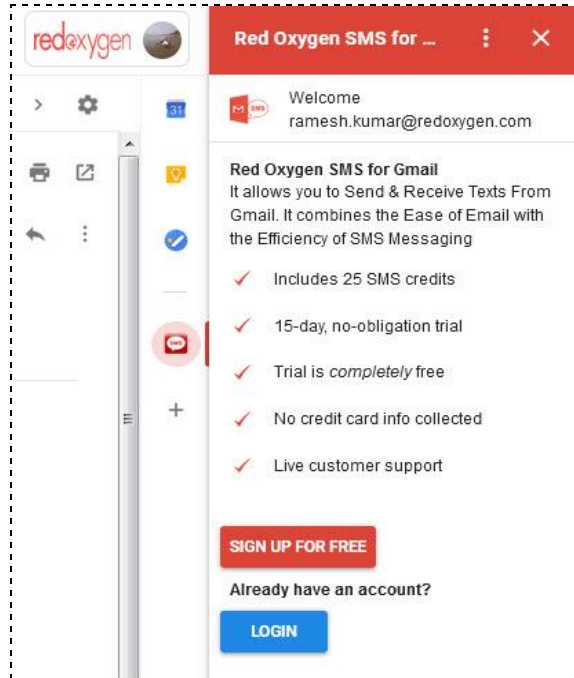 redoxygen
Red Oxygen SMS for ...
31
M SMS
Welcome
ramesh.kumar@redoxygen.com
Red Oxygen SMS for Gmail
It allows you to Send & Receive Texts From
Gmail. It combines the Ease of Email with
the Efficiency of SMS Messaging
Includes 25 SMS credits
15-day, no-obligation trial
SMS
Trial is completely free
No credit card info collected
Live customer support
SIGN UP FOR FREE
Already have an account?
LOGIN